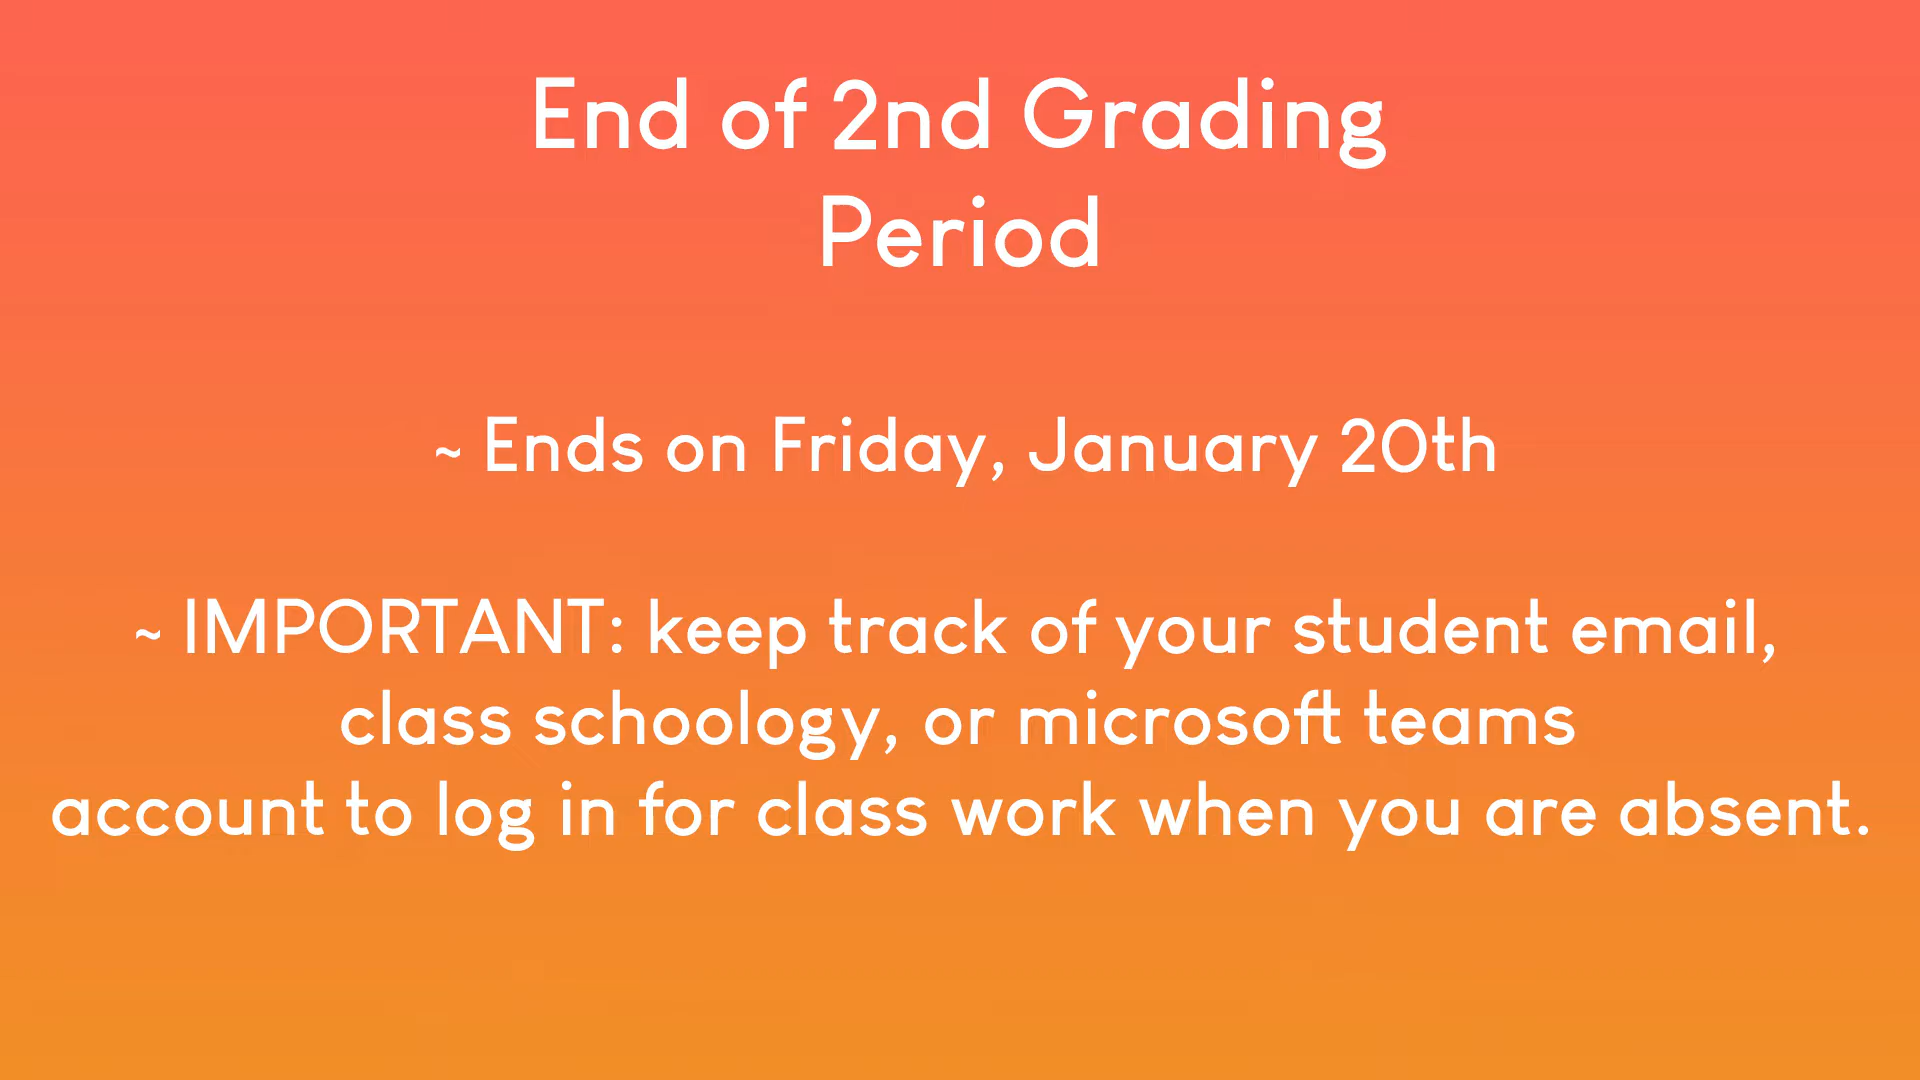 End of 2nd Grading
Period
~ Ends on Friday, January 20th
~ IMPORTANT: keep track of your student email,
class schoology, or microsoft teams
account to log in for class work when you are absent.